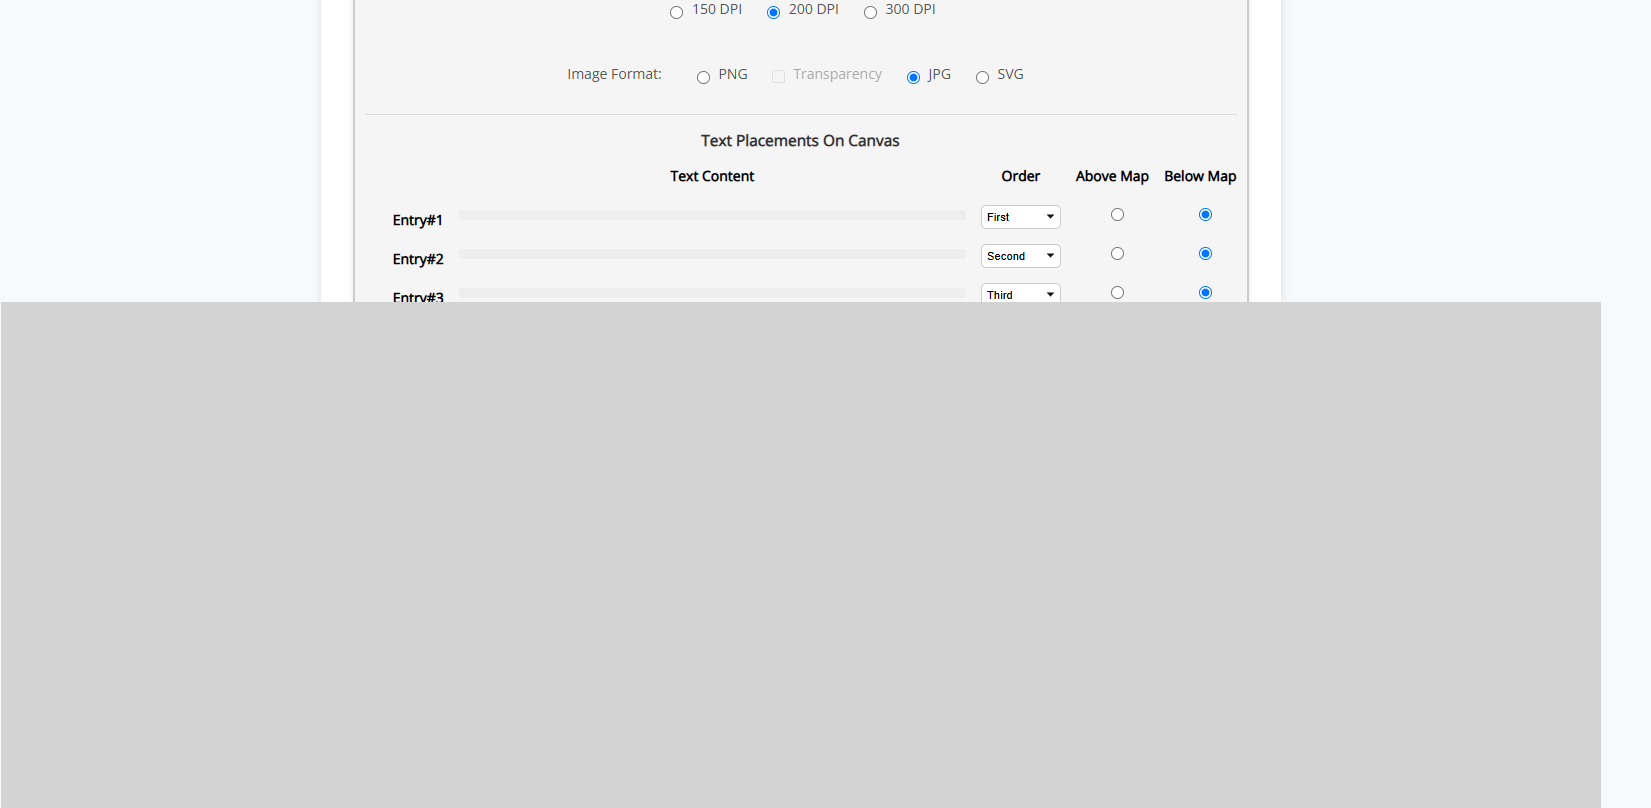 150 DPI 200 DPI 300 DPI
Image Format: PNG Transparency JPG SVG
Text Placements On Canvas
Text Content Order Above Map Below Map
Entry#1 First
Entry#2 Second
Entry#3 Third